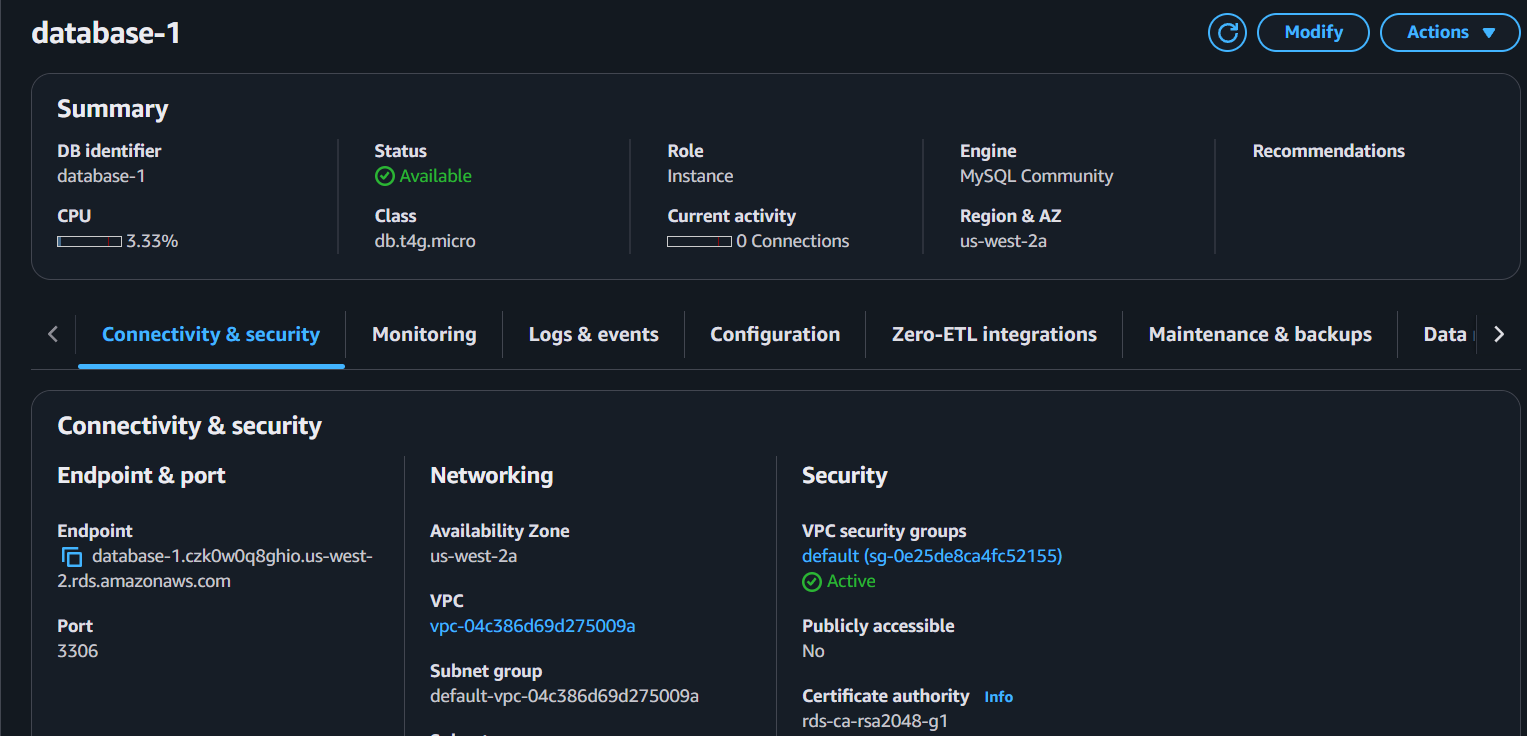 database-1
Modify
Actions
Summary
DB identifier
database-1
Status
Available
Role
Instance
Engine
MySQL Community
Recommendations
CPU
3.33%
Class
db.t4g.micro
Current activity
0 Connections
Region & AZ
us-west-2a
Connectivity & security
Monitoring
Logs & events
Configuration
Zero-ETL integrations
Maintenance & backups
Data
Connectivity & security
Endpoint & port
Endpoint
database-1.czk0w0q8ghio.us-west-
2.rds.amazonaws.com
Port
3306
Networking
Availability Zone
us-west-2a
VPC
vpc-04c386d69d275009a
Subnet group
default-vpc-04c386d69d275009a
Security
VPC security groups
default (sg-0e25de8ca4fc52155)
Active
Publicly accessible
No
Certificate authority Info
rds-ca-rsa2048-g1